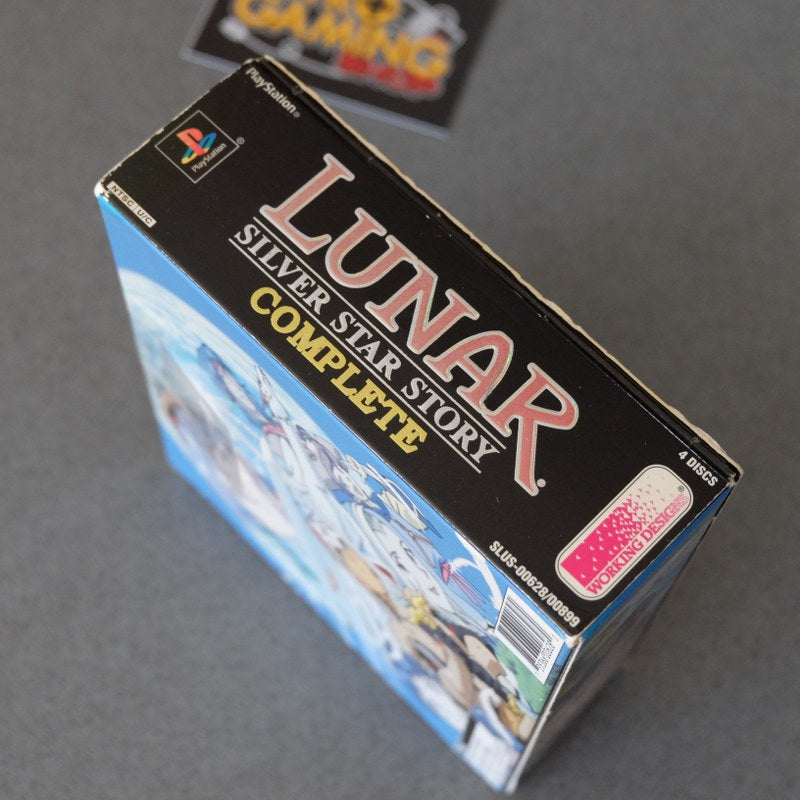 GAMING
PlayStation®
PlayStation®
NTSC U/C
LUNAR
SILVER STAR STORY
COMPLETE
4 DISCS
WORKING DESIGNS®
SLUS-00628/00899